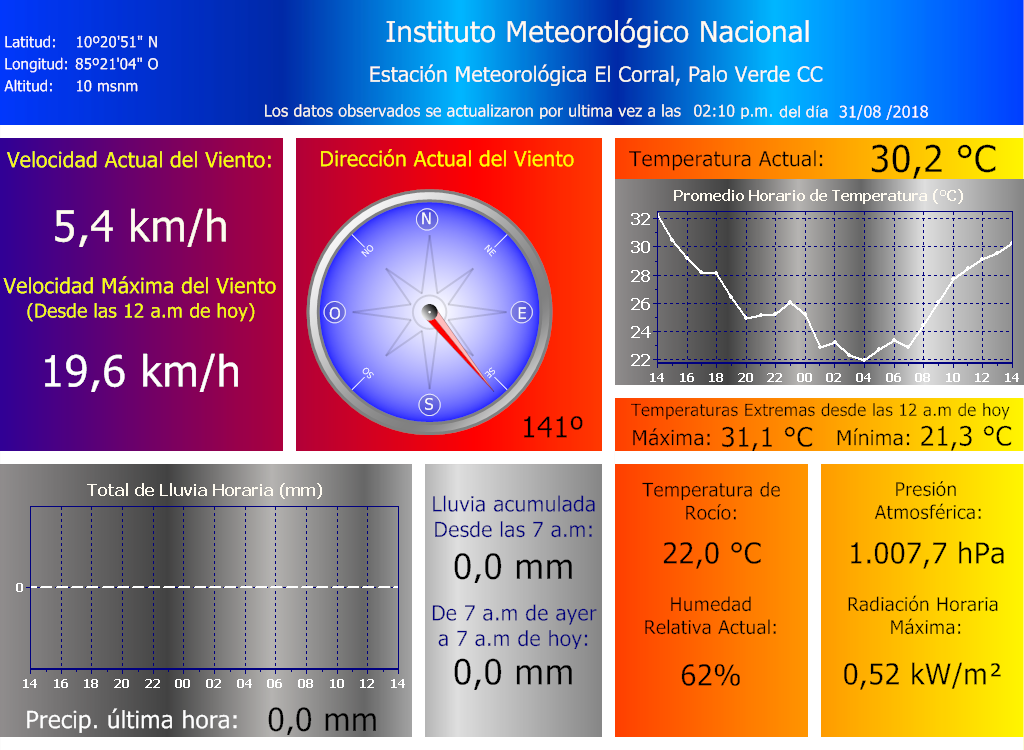 Instituto Meteorológico Nacional
Latitud: 10º20'51" N
Longitud: 85º21'04" O
Altitud: 10 msnm
Estación Meteorológica El Corral, Palo Verde CC
Los datos observados se actualizaron por ultima vez a las 02:10 p.m. del día 31/08 /2018
Velocidad Actual del Viento:
5,4 km/h
Velocidad Máxima del Viento
(Desde las 12 a.m de hoy)
19,6 km/h
Dirección Actual del Viento
N
NO NE
O E
SO SE
S
141º
Temperatura Actual: 30,2 °C
Promedio Horario de Temperatura (°C)
32
30
28
26
24
22
14 16 18 20 22 00 02 04 06 08 10 12 14
Temperaturas Extremas desde las 12 a.m de hoy
Máxima: 31,1 °C Mínima: 21,3 °C
Total de Lluvia Horaria (mm)
0
14 16 18 20 22 00 02 04 06 08 10 12 14
Precip. última hora: 0,0 mm
Lluvia acumulada
Desde las 7 a.m:
0,0 mm
De 7 a.m de ayer
a 7 a.m de hoy:
0,0 mm
Temperatura de
Rocío:
22,0 °C
Humedad
Relativa Actual:
62%
Presión
Atmosférica:
1.007,7 hPa
Radiación Horaria
Máxima:
0,52 kW/m²